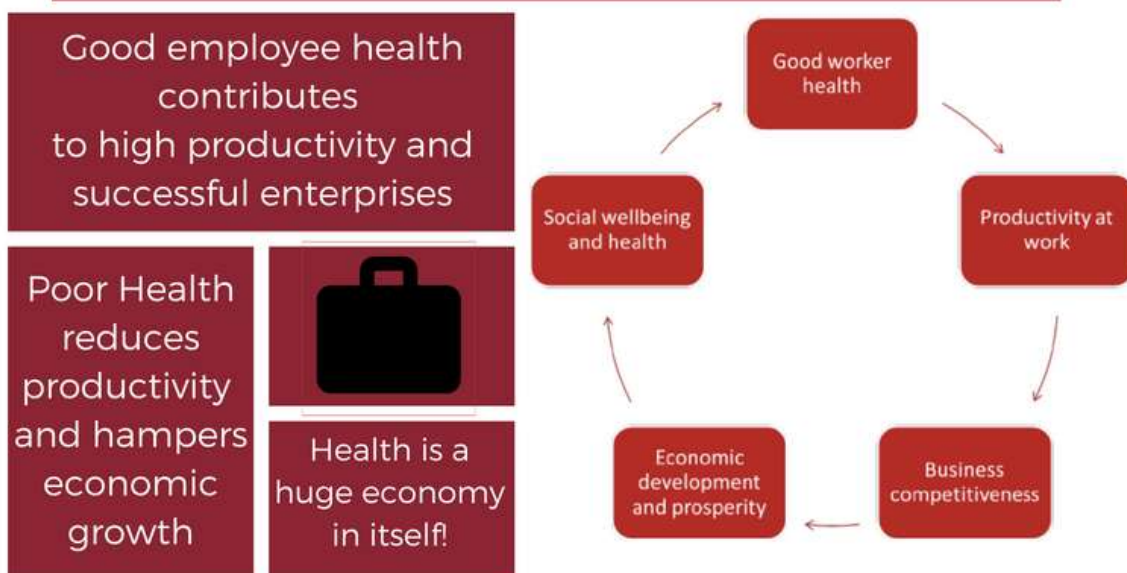 Good employee health
contributes
to high productivity and
successful enterprises
Poor Health
reduces
productivity
and hampers
economic
growth
Health is a
huge economy
in itself!
Good worker
health
Productivity at
work
Business
competitiveness
Economic
development
and prosperity
Social wellbeing
and health